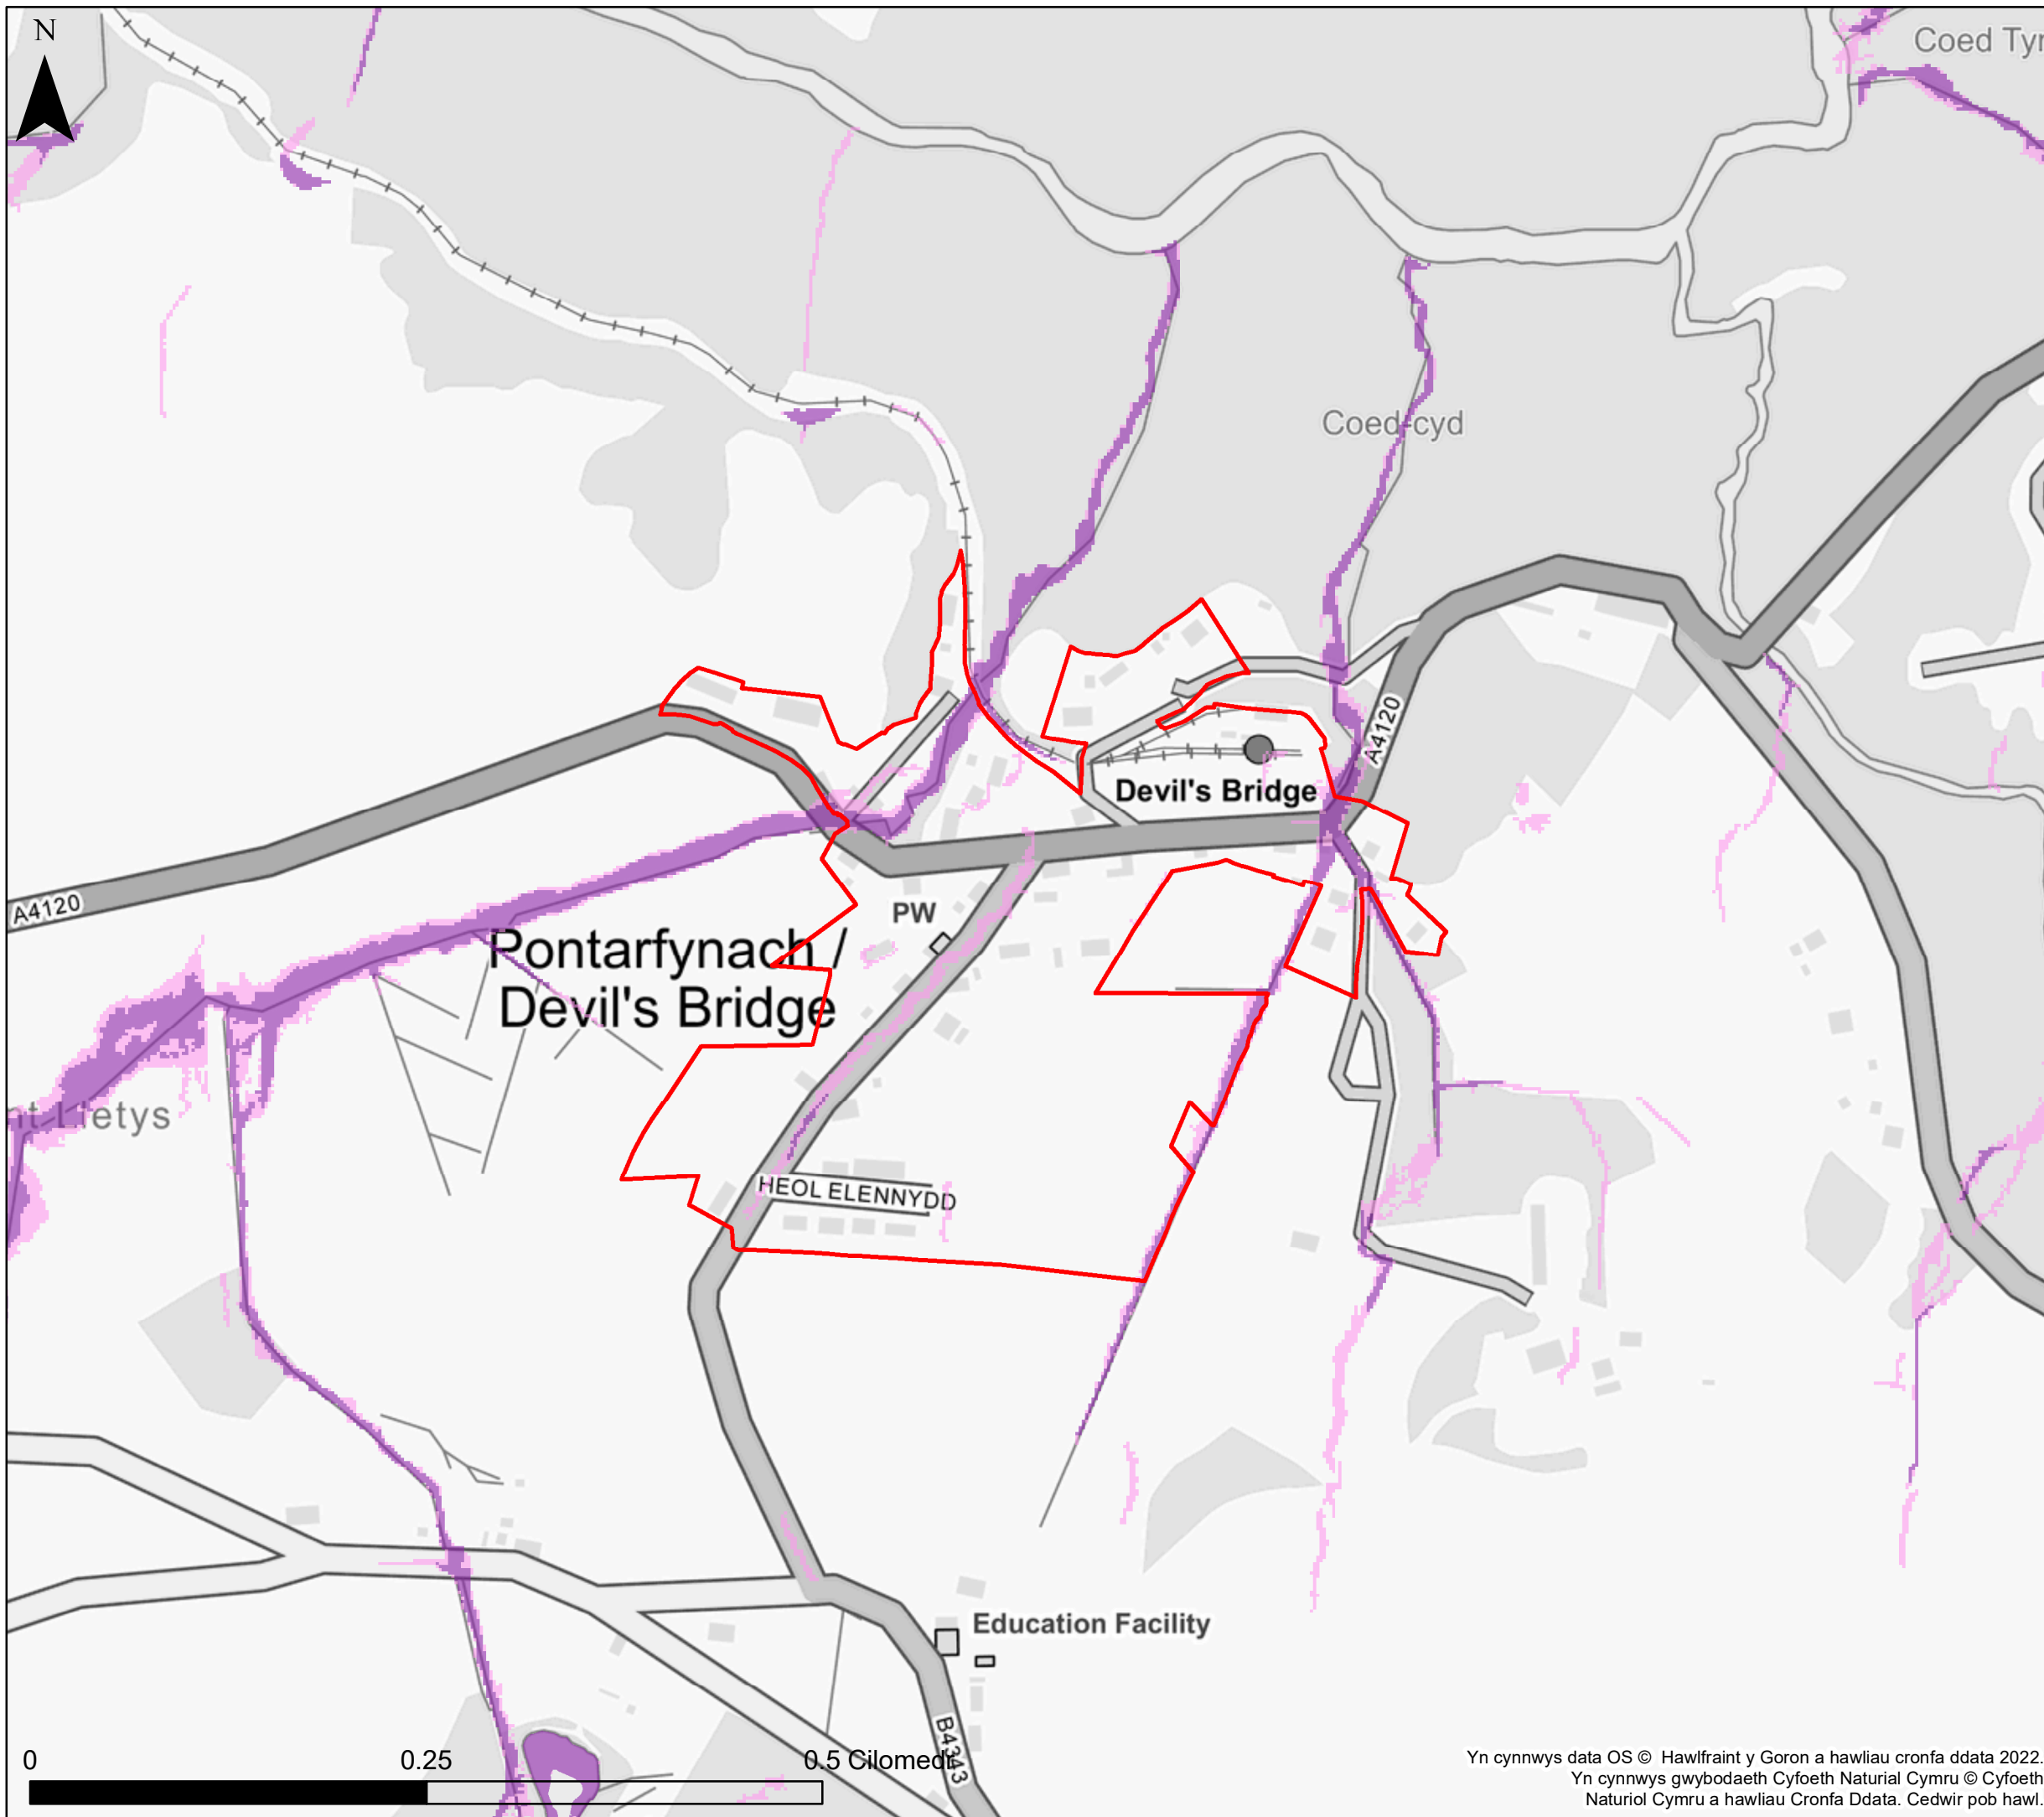 N
Coed Tyr
Coed-cyd
A4120
Devil's Bridge
A4120
PW
Pontarfynach /
Devil's Bridge
nt Lletys
HEOL ELENNYDD
Education Facility
B4343
0 0.25 0.5 Cilomedr
Yn cynnwys data OS © Hawlfraint y Goron a hawliau cronfa ddata 2022.
Yn cynnwys gwybodaeth Cyfoeth Naturial Cymru © Cyfoeth
Naturiol Cymru a hawliau Cronfa Ddata. Cedwir pob hawl.